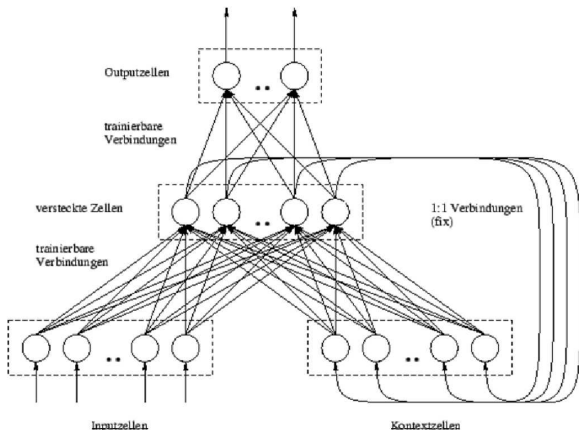 Outputzellen
trainierbare
Verbindungen
versteckte Zellen
1:1 Verbindungen
(fix)
trainierbare
Verbindungen
Inputzellen
Kontextzellen